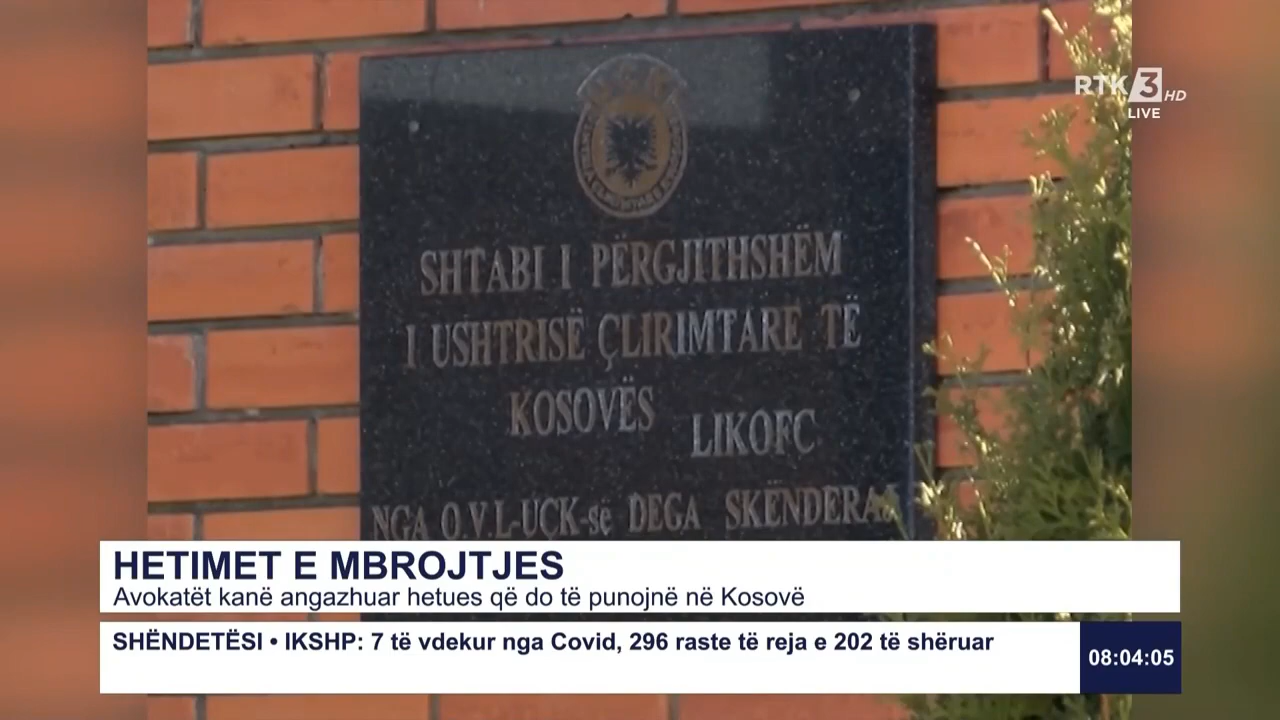 RTK 3 HD
LIVE
SHTABI I PËRGJITHSHËM
I USHTRISË ÇLIRIMTARE TË
KOSOVËS
LIKOFC
NGA O.V.L-UÇK-së DEGA SKËNDERAJ
HETIMET E MBROJTJES
Avokatët kanë angazhuar hetues që do të punojnë në Kosovë
SHËNDETËSI • IKSHP: 7 të vdekur nga Covid, 296 raste të reja e 202 të shëruar
08:04:05